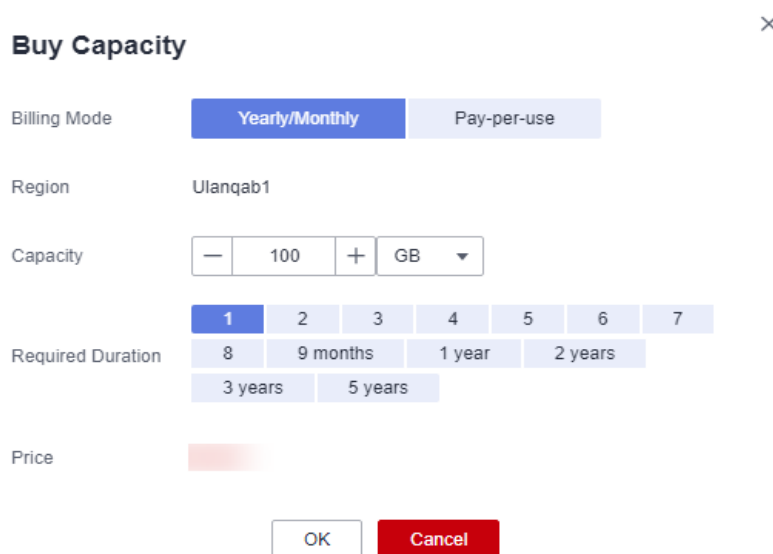 Buy Capacity
Billing Mode Yearly/Monthly Pay-per-use
Region Ulanqab1
Capacity — 100 + GB
1 2 3 4 5 6 7
Required Duration 8 9 months 1 year 2 years
3 years 5 years
Price
OK Cancel